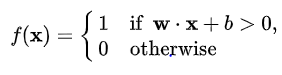 f(x) = { 1 if w · x + b > 0,
0 otherwise